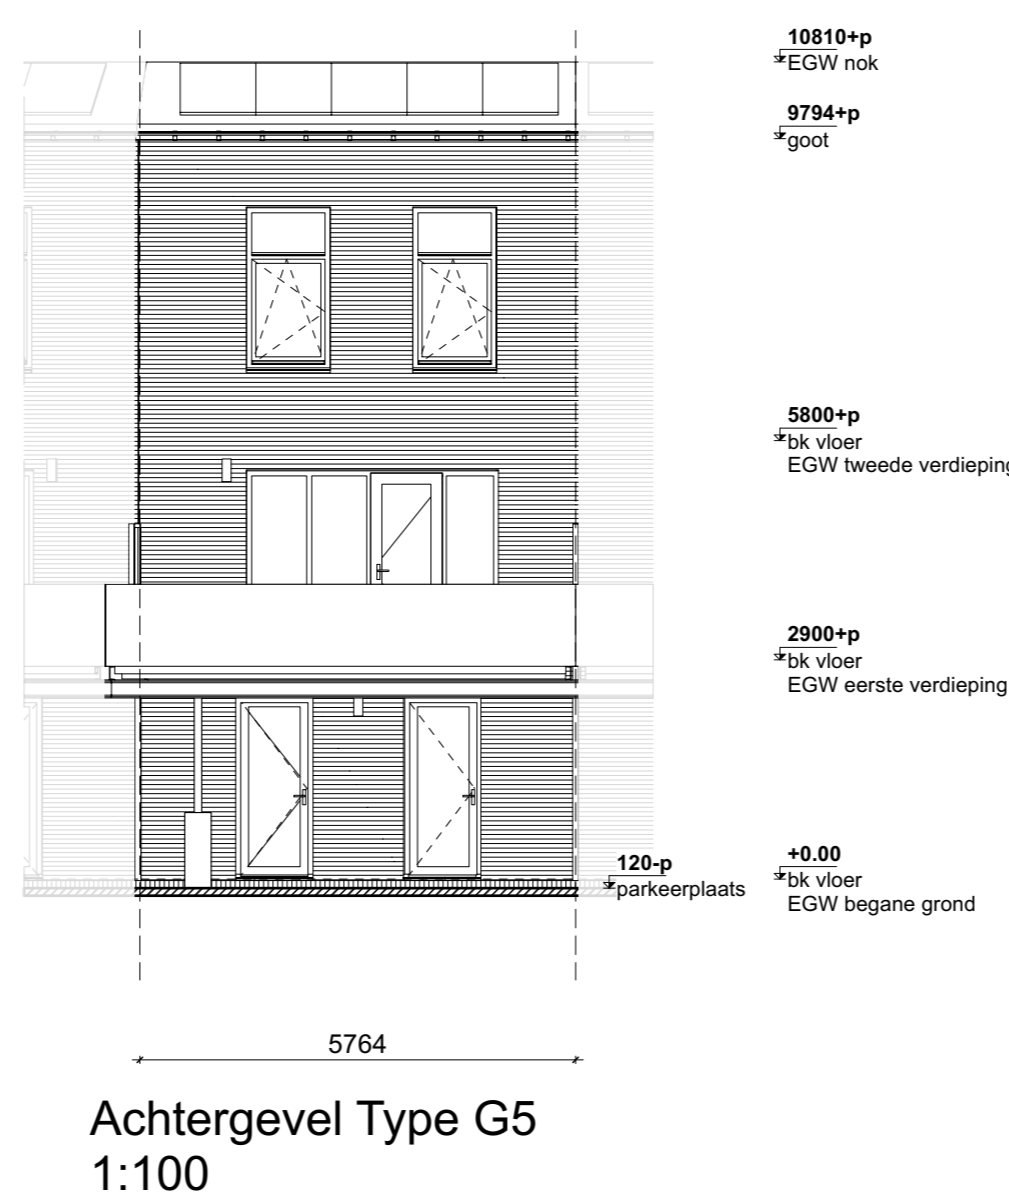 10810+p
EGW nok
9794+p
goot
5800+p
bk vloer
EGW tweede verdieping
2900+p
bk vloer
EGW eerste verdieping
120-p
parkeerplaats
+0.00
bk vloer
EGW begane grond
5764
Achtergevel Type G5
1:100